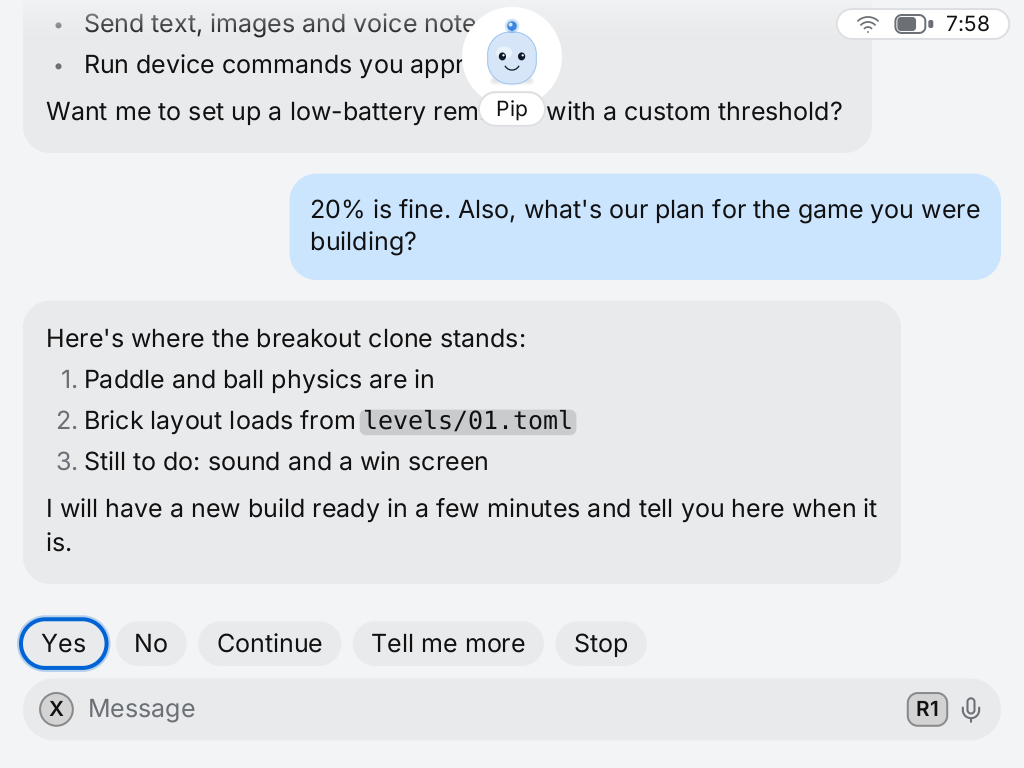 • Send text, images and voice note
7:58
• Run device commands you appr
Pip
Want me to set up a low-battery rem with a custom threshold?
20% is fine. Also, what's our plan for the game you were
building?
Here's where the breakout clone stands:
1. Paddle and ball physics are in
2. Brick layout loads from levels/01.toml
3. Still to do: sound and a win screen
I will have a new build ready in a few minutes and tell you here when it
is.
Yes No Continue Tell me more Stop
X Message R1